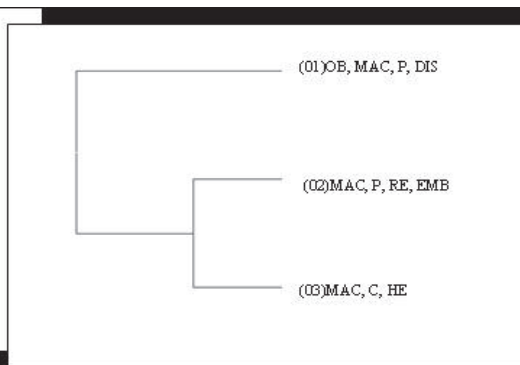 (01)OB, MAC, P, DIS
(02)MAC, P, RE, EMB
(03)MAC, C, HE